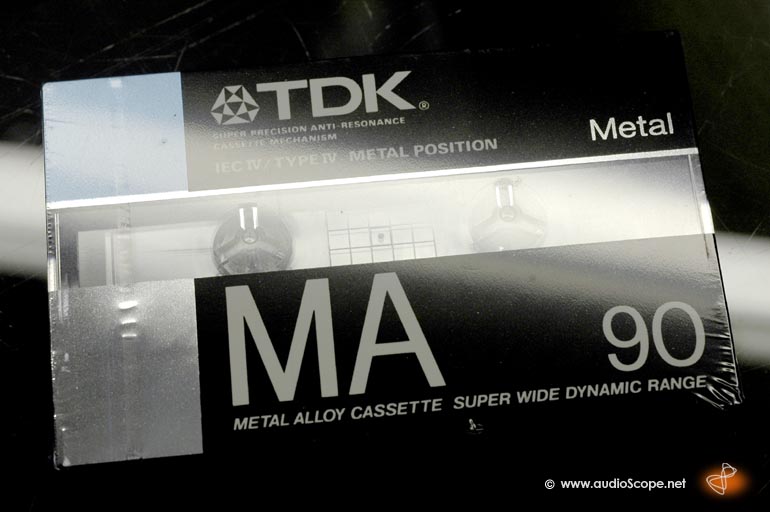 TDK®
SUPER PRECISION ANTI-RESONANCE
CASSETTE MECHANISM
IEC IV/TYPE IV METAL POSITION
Metal
MA 90
METAL ALLOY CASSETTE SUPER WIDE DYNAMIC RANGE
© www.audioScope.net